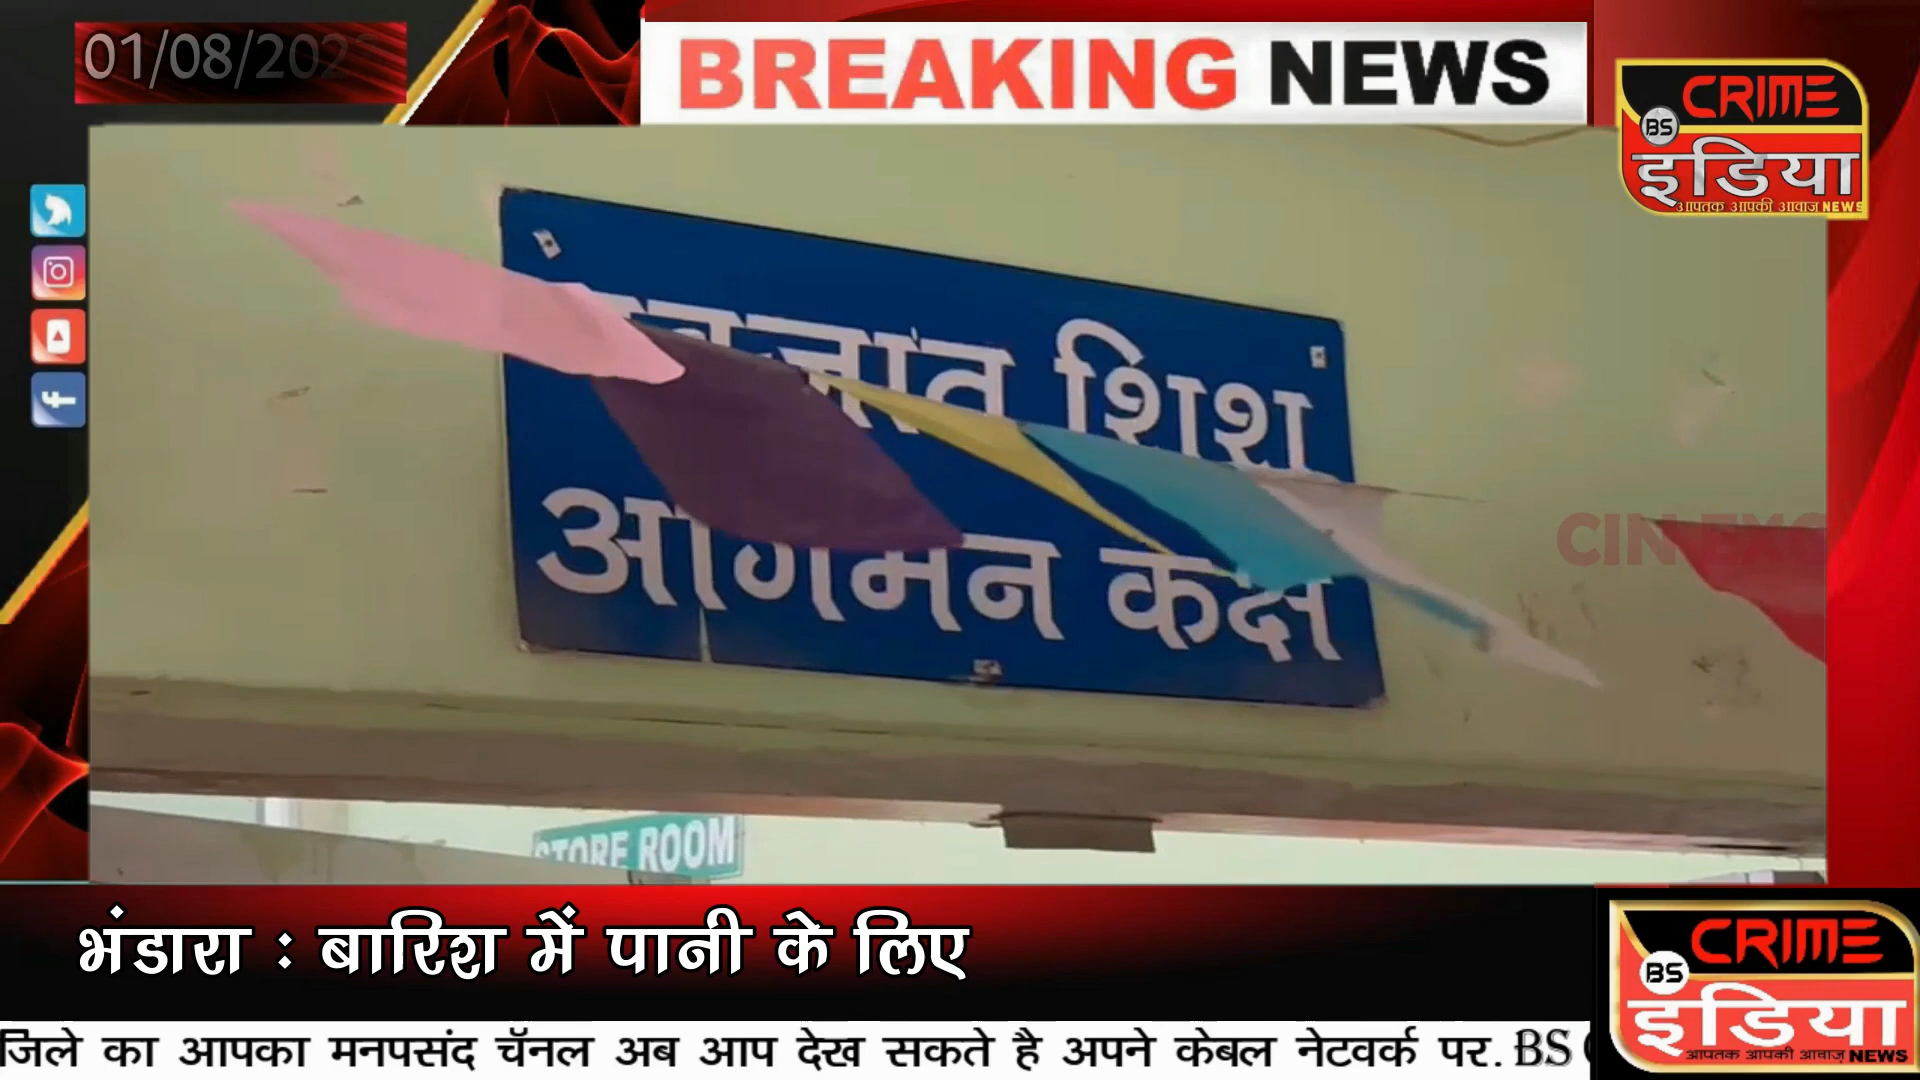 01/08/202
BREAKING NEWS
CRIME
BS
इंडिया
आपतक आपकी आवाज NEWS
शिशु
आगमन कक्ष
STORE ROOM
भंडारा : बारिश में पानी के लिए
जिले का आपका मनपसंद चॅनल अब आप देख सकते है अपने केबल नेटवर्क पर. BS
CRIME
BS
इंडिया
आपतक आपकी आवाज़ NEWS